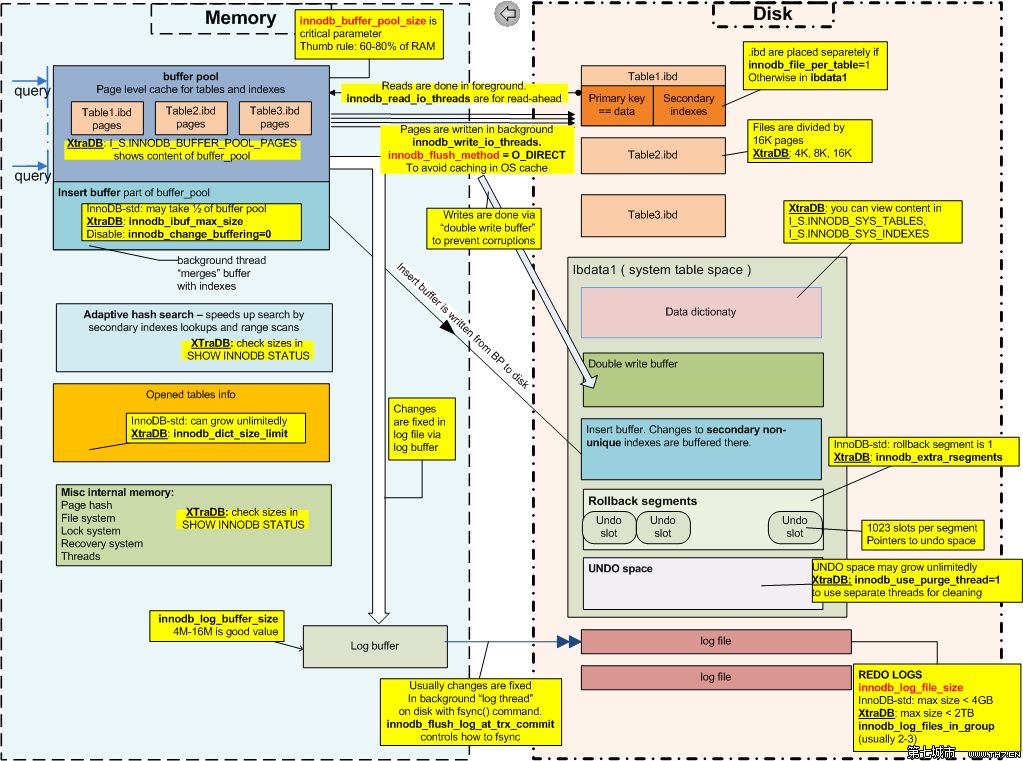 Memory
innodb_buffer_pool_size is
critical parameter
Thumb rule: 60-80% of RAM
query
buffer pool
Page level cache for tables and indexes
Table1.ibd
pages
Table2.ibd
pages
Table3.ibd
pages
XtraDB: I_S.INNODB_BUFFER_POOL_PAGES
shows content of buffer_pool
query
Insert buffer part of buffer_pool
InnoDB-std: may take ½ of buffer pool
XtraDB: innodb_ibuf_max_size
Disable: innodb_change_buffering=0
background thread
"merges" buffer
with indexes
Adaptive hash search – speeds up search by
secondary indexes lookups and range scans
XTraDB: check sizes in
SHOW INNODB STATUS
Opened tables info
InnoDB-std: can grow unlimitedly
XtraDB: innodb_dict_size_limit
Misc internal memory:
Page hash
File system
Lock system
Recovery system
Threads
XTraDB: check sizes in
SHOW INNODB STATUS
innodb_log_buffer_size
4M-16M is good value
Log buffer
Reads are done in foreground.
innodb_read_io_threads are for read-ahead
Pages are written in background
innodb_write_io_threads.
innodb_flush_method = O_DIRECT
To avoid caching in OS cache
Writes are done via
"double write buffer"
to prevent corruptions
Insert buffer is written from BP to disk
Changes
are fixed in
log file via
log buffer
Usually changes are fixed
In background "log thread"
on disk with fsync() command.
innodb_flush_log_at_trx_commit
controls how to fsync
Disk
.ibd are placed separetely if
innodb_file_per_table=1
Otherwise in ibdata1
Table1.ibd
Primary key
== data
Secondary
indexes
Table2.ibd
Files are divided by
16K pages
XtraDB: 4K, 8K, 16K
Table3.ibd
XtraDB: you can view content in
I_S.INNODB_SYS_TABLES,
I_S.INNODB_SYS_INDEXES
Ibdata1 ( system table space )
Data dictionaty
Double write buffer
Insert buffer. Changes to secondary non-
unique indexes are buffered there.
InnoDB-std: rollback segment is 1
XtraDB: innodb_extra_rsegments
Rollback segments
Undo
slot
Undo
slot
Undo
slot
1023 slots per segment
Pointers to undo space
UNDO space
UNDO space may grow unlimitedly
XtraDB: innodb_use_purge_thread=1
to use separate threads for cleaning
log file
log file
REDO LOGS
innodb_log_file_size
InnoDB-std: max size < 4GB
XtraDB: max size < 2TB
innodb_log_files_in_group
(usually 2-3)
第七城市 WWW.TH7.CN